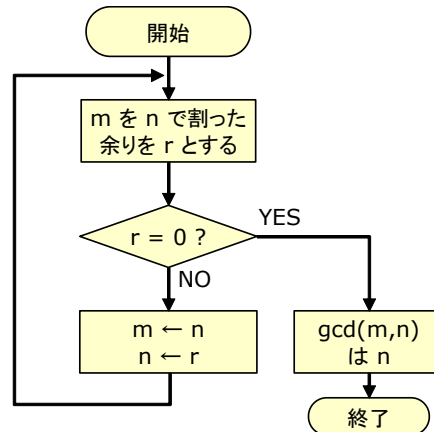 開始
m を n で割った
余りを r とする
r = 0 ?
YES
NO
m ← n
n ← r
gcd(m,n)
は n
終了